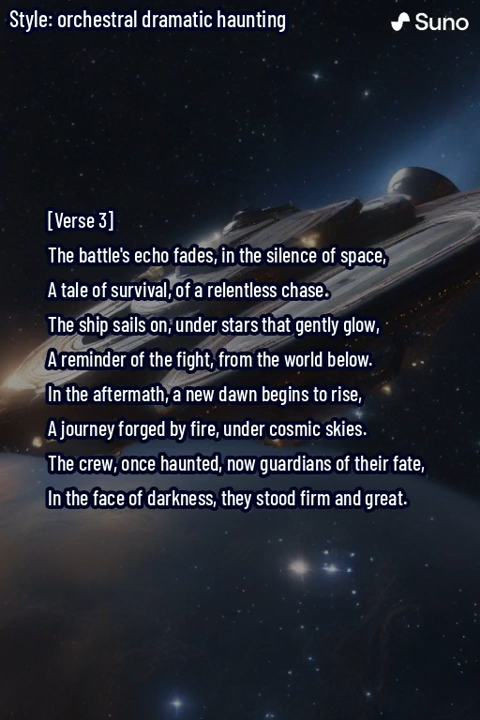 Style: orchestral dramatic haunting
Suno
[Verse 3]
The battle's echo fades, in the silence of space,
A tale of survival, of a relentless chase.
The ship sails on, under stars that gently glow,
A reminder of the fight, from the world below.
In the aftermath, a new dawn begins to rise,
A journey forged by fire, under cosmic skies.
The crew, once haunted, now guardians of their fate,
In the face of darkness, they stood firm and great.